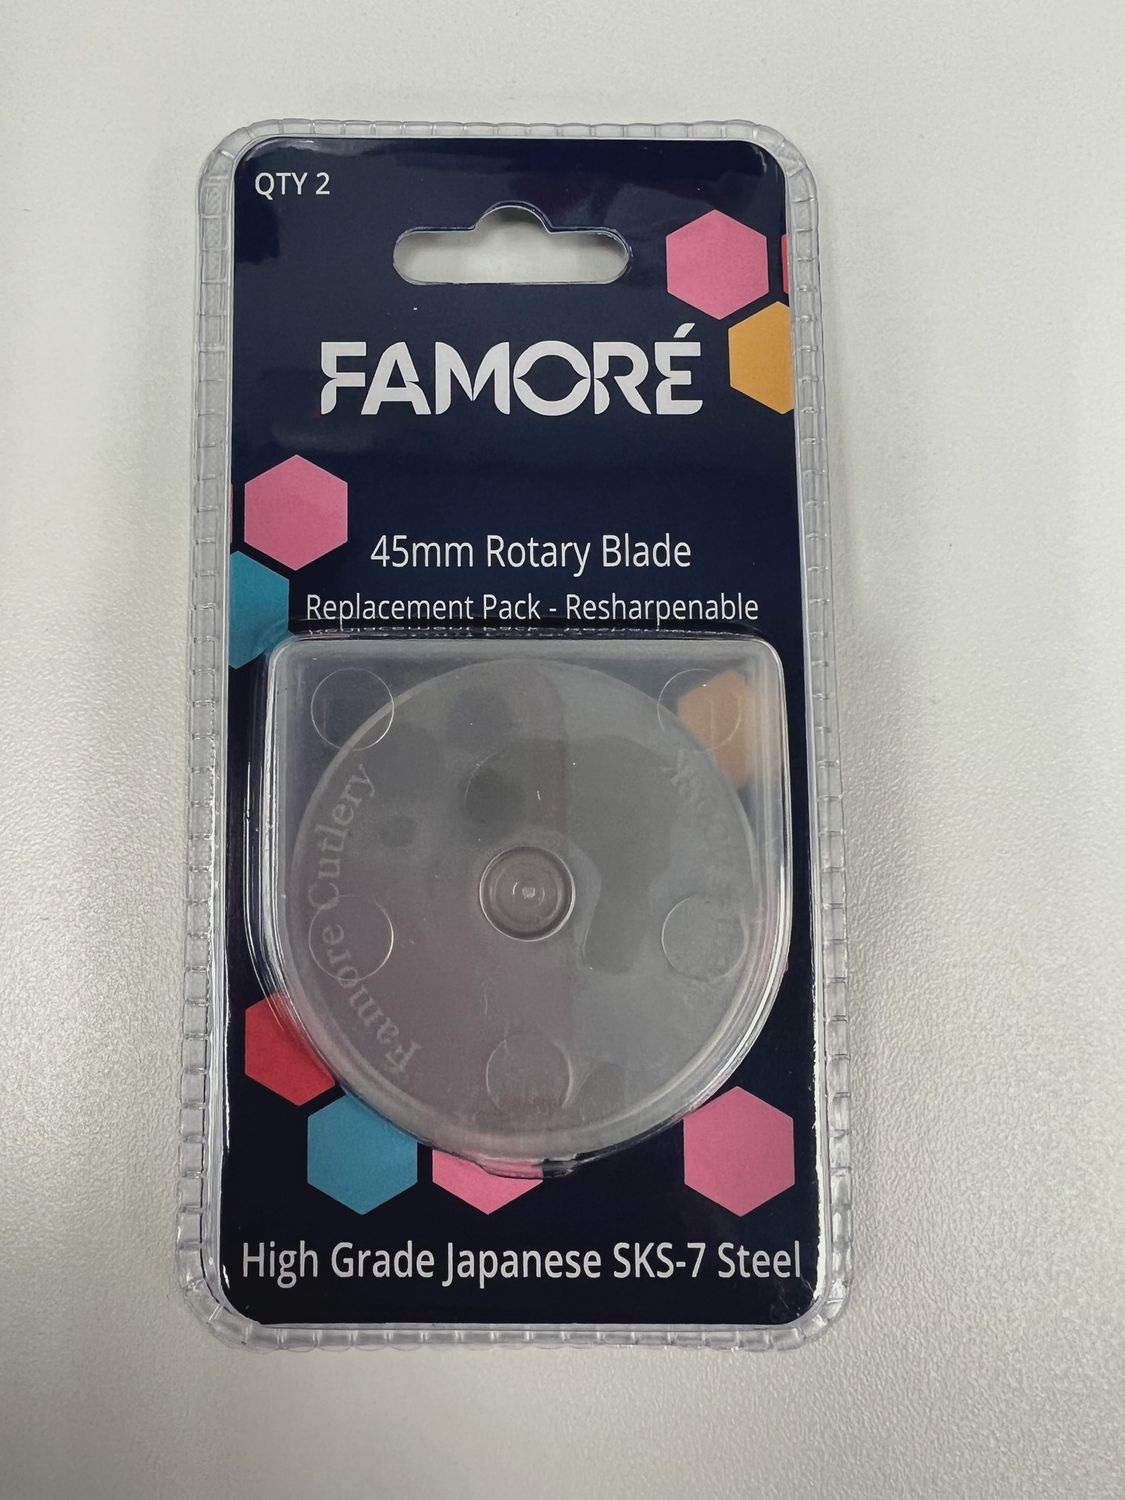 QTY 2
FAMORÉ
45mm Rotary Blade
Replacement Pack - Resharpenable
Famore Cutlery
High Grade Japanese SKS-7 Steel